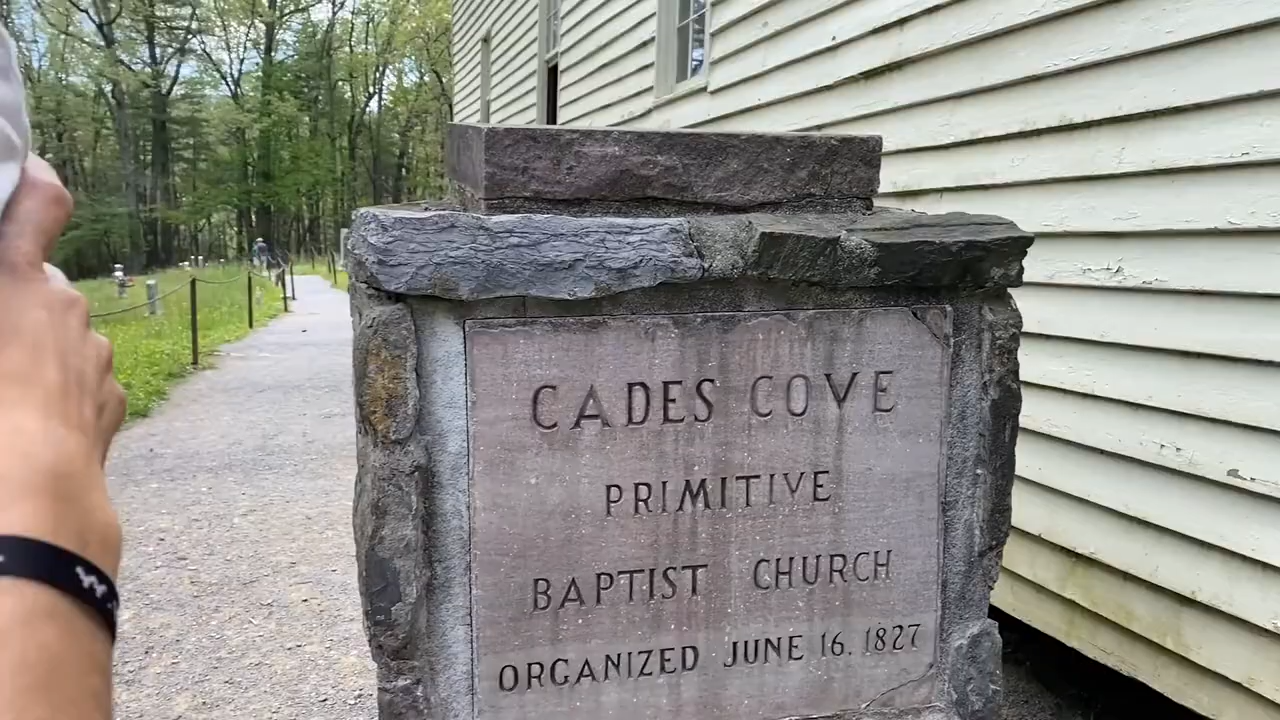 CADES COVE
PRIMITIVE
BAPTIST CHURCH
ORGANIZED JUNE 16, 1827